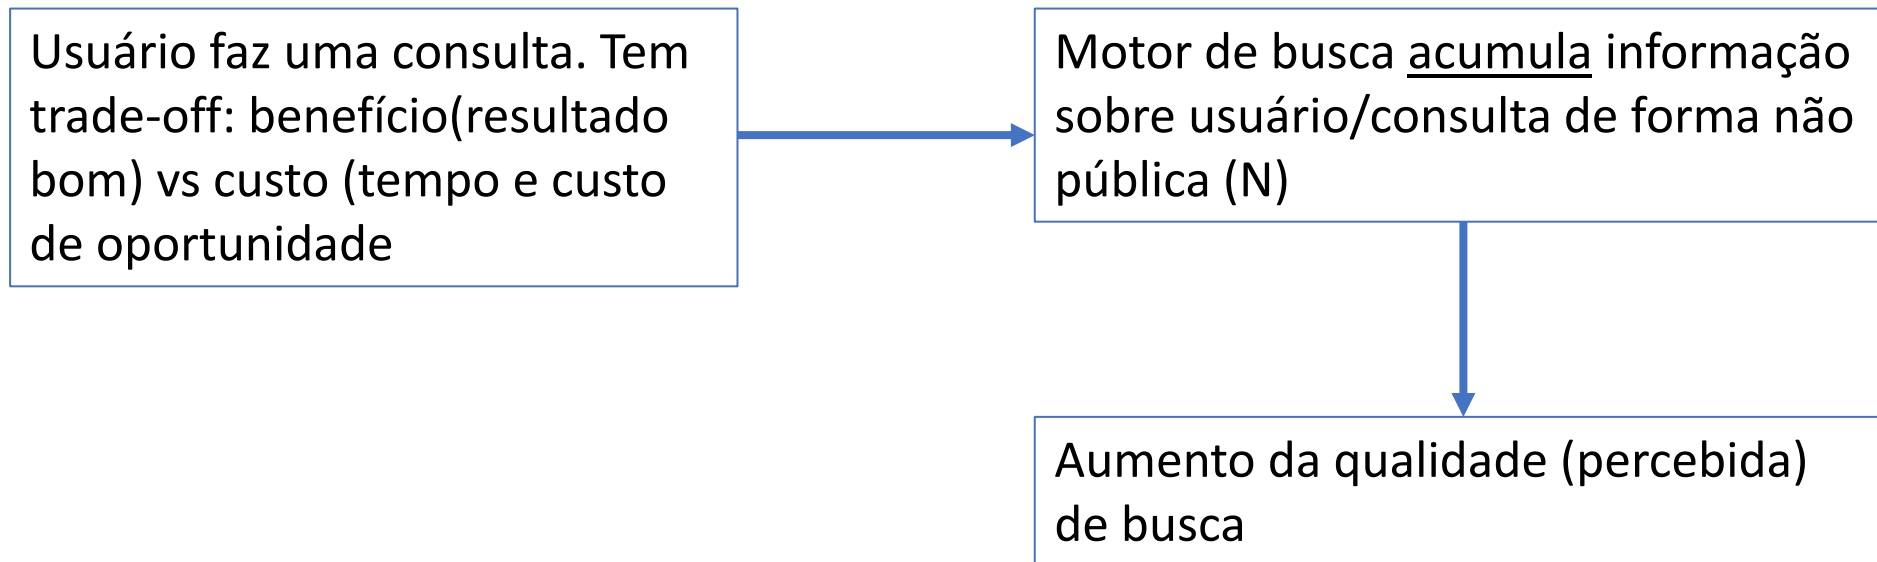 Usuário faz uma consulta. Tem
trade-off: benefício(resultado
bom) vs custo (tempo e custo
de oportunidade
Motor de busca acumula informação
sobre usuário/consulta de forma não
pública (N)
Aumento da qualidade (percebida)
de busca